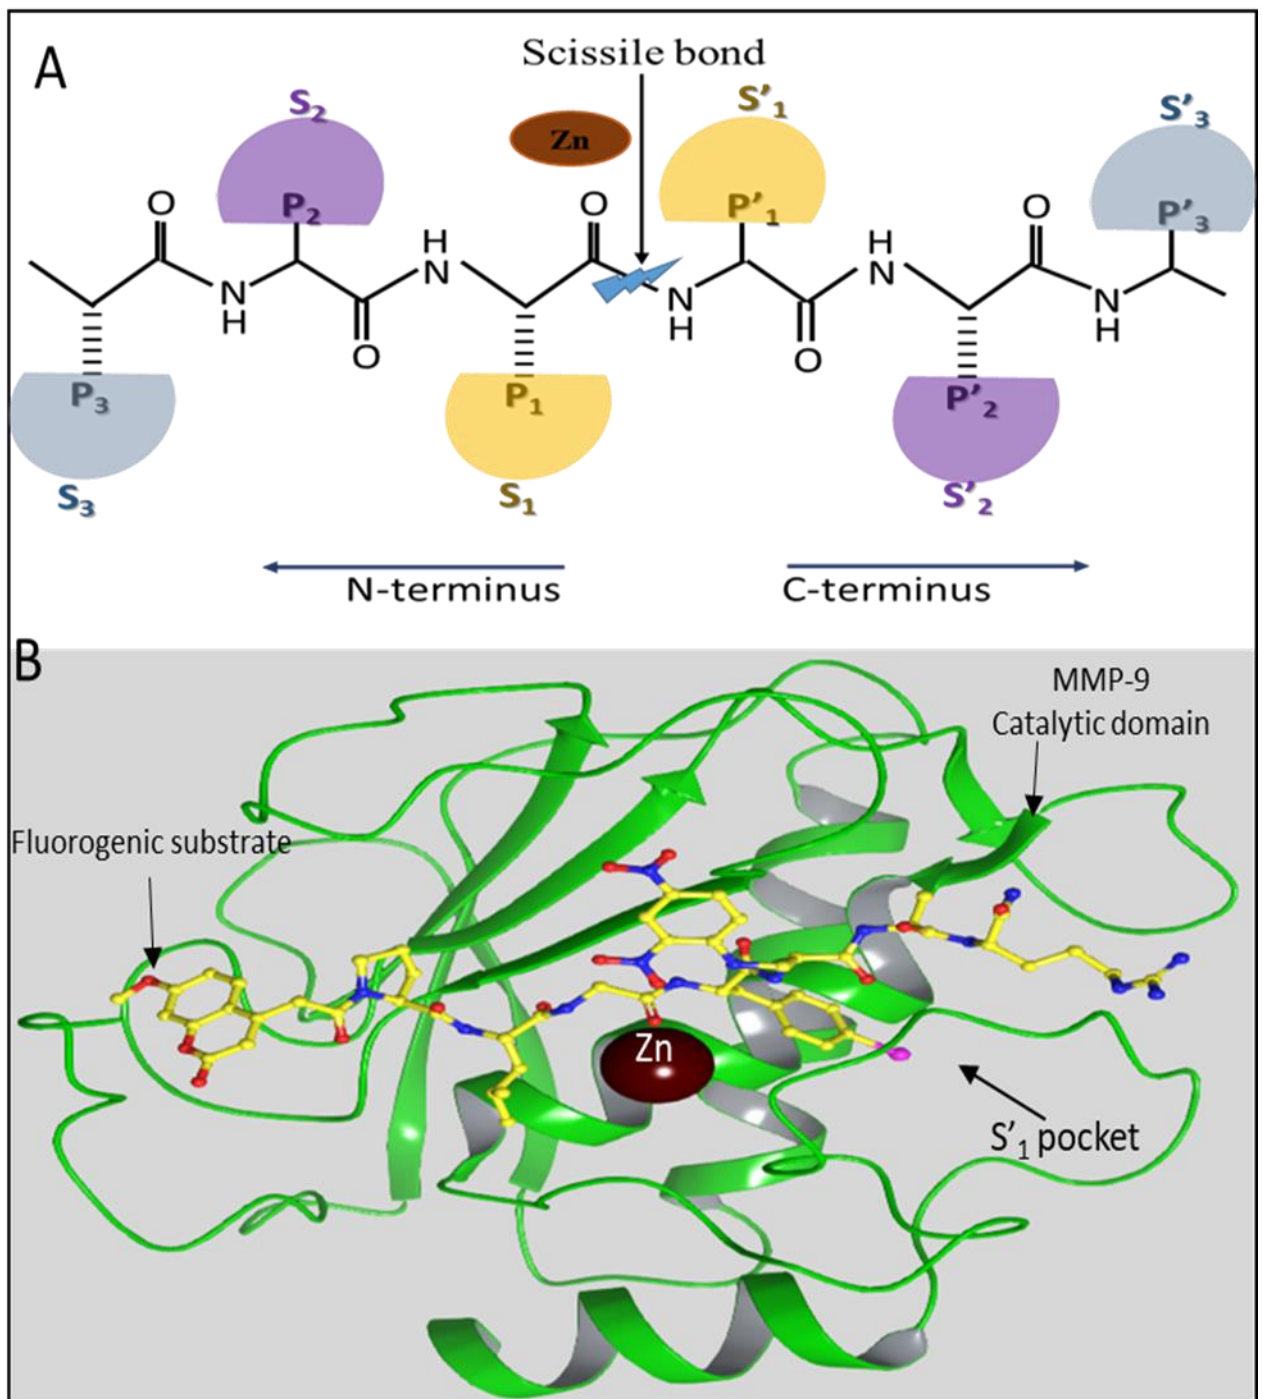 A
Scissile bond
Zn
S₂
S’₁
S’₃
P₂
P’₁
P’₃
O
O
O
H
N
H
N
N
H
N
H
N
H
O
O
P₃
P₁
P’₂
S₃
S₁
S’₂
N-terminus
C-terminus
B
MMP-9
Catalytic domain
Fluorogenic substrate
Zn
S’₁ pocket